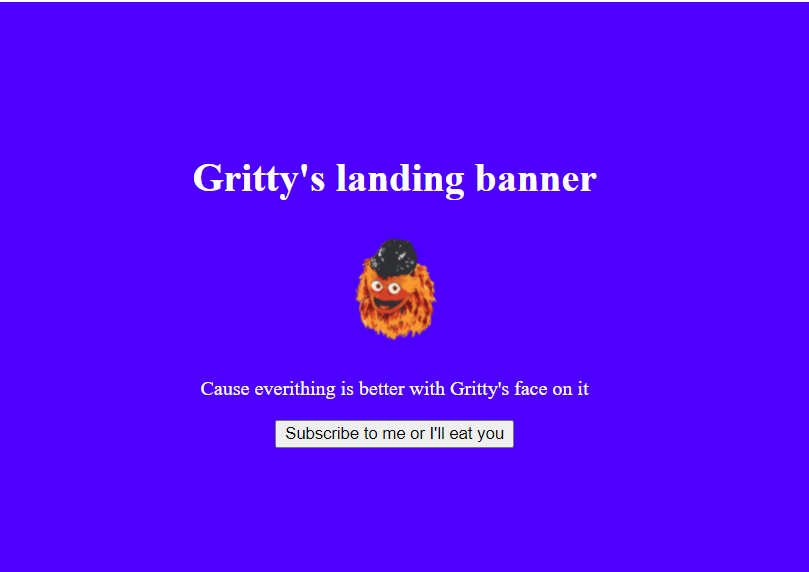 Gritty's landing banner
Cause everithing is better with Gritty's face on it
Subscribe to me or I'll eat you